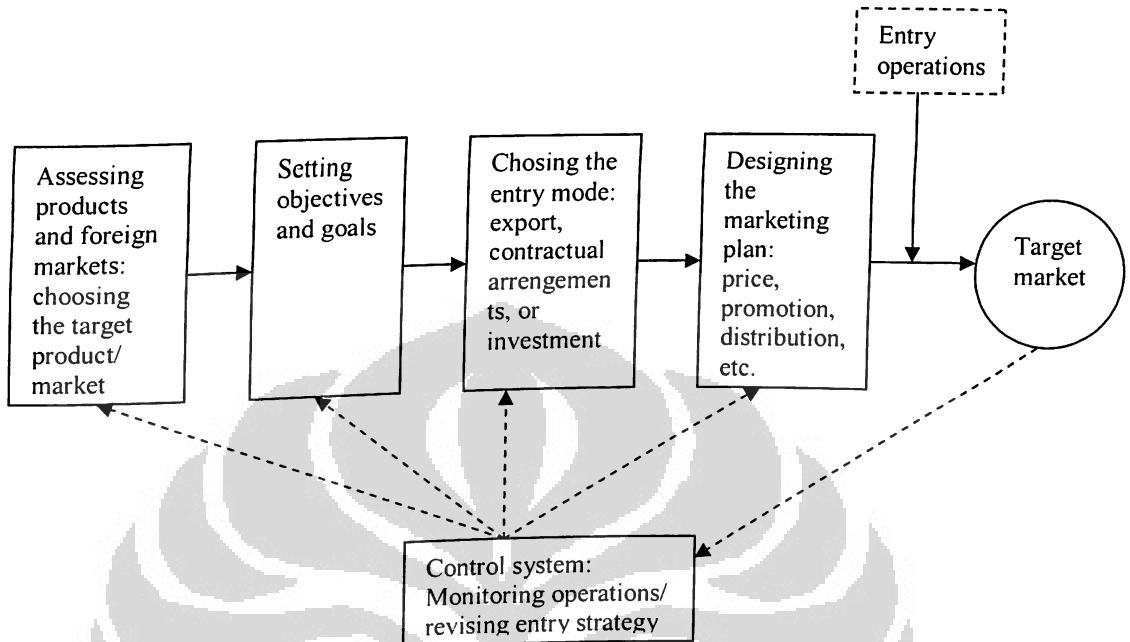 Entry
operations
Assessing
products
and foreign
markets:
choosing
the target
product/
market
Setting
objectives
and goals
Chosing the
entry mode:
export,
contractual
arrengemen
ts, or
investment
Designing
the
marketing
plan:
price,
promotion,
distribution,
etc.
Target
market
Control system:
Monitoring operations/
revising entry strategy